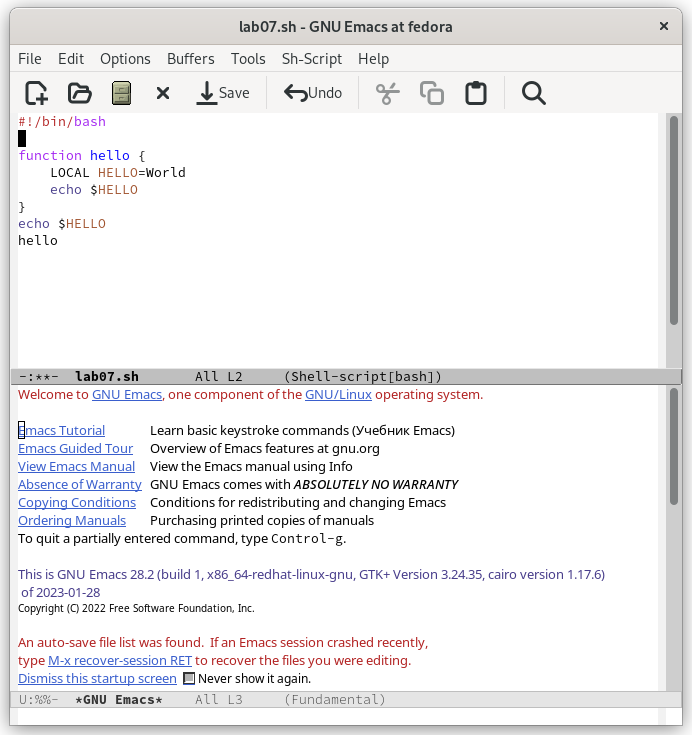 lab07.sh - GNU Emacs at fedora ×
File Edit Options Buffers Tools Sh-Script Help
Save Undo
#!/bin/bash
function hello {
    LOCAL HELLO=World
    echo $HELLO
}
echo $HELLO
hello
-:**-  lab07.sh       All L2     (Shell-script[bash])
Welcome to GNU Emacs, one component of the GNU/Linux operating system.
Emacs Tutorial Learn basic keystroke commands (Учебник Emacs)
Emacs Guided Tour Overview of Emacs features at gnu.org
View Emacs Manual View the Emacs manual using Info
Absence of Warranty GNU Emacs comes with ABSOLUTELY NO WARRANTY
Copying Conditions Conditions for redistributing and changing Emacs
Ordering Manuals Purchasing printed copies of manuals
To quit a partially entered command, type Control-g.
This is GNU Emacs 28.2 (build 1, x86_64-redhat-linux-gnu, GTK+ Version 3.24.35, cairo version 1.17.6)
of 2023-01-28
Copyright (C) 2022 Free Software Foundation, Inc.
An auto-save file list was found.  If an Emacs session crashed recently,
type M-x recover-session RET to recover the files you were editing.
Dismiss this startup screen Never show it again.
U:%%-  *GNU Emacs*    All L3     (Fundamental)